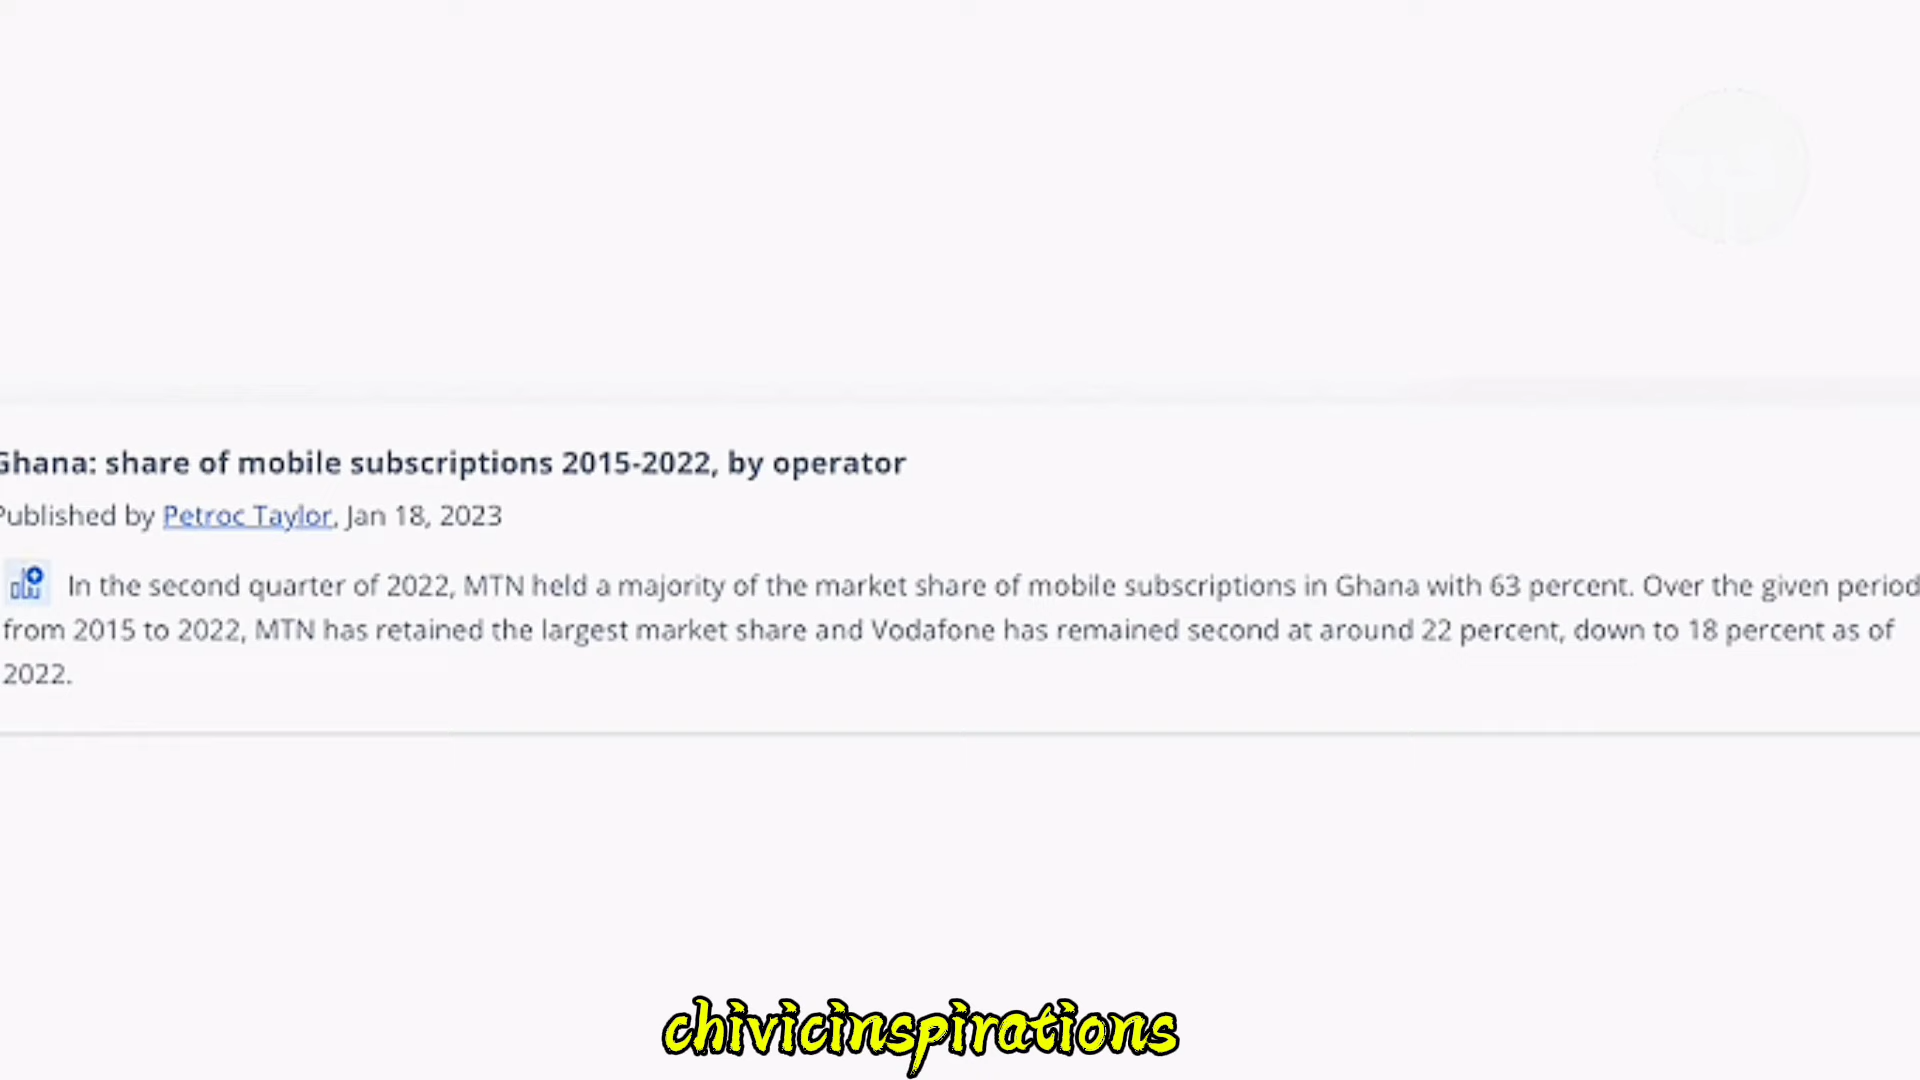 Ghana: share of mobile subscriptions 2015-2022, by operator
Published by Petroc Taylor, Jan 18, 2023
In the second quarter of 2022, MTN held a majority of the market share of mobile subscriptions in Ghana with 63 percent. Over the given period
from 2015 to 2022, MTN has retained the largest market share and Vodafone has remained second at around 22 percent, down to 18 percent as of
2022.
chivicinspirations